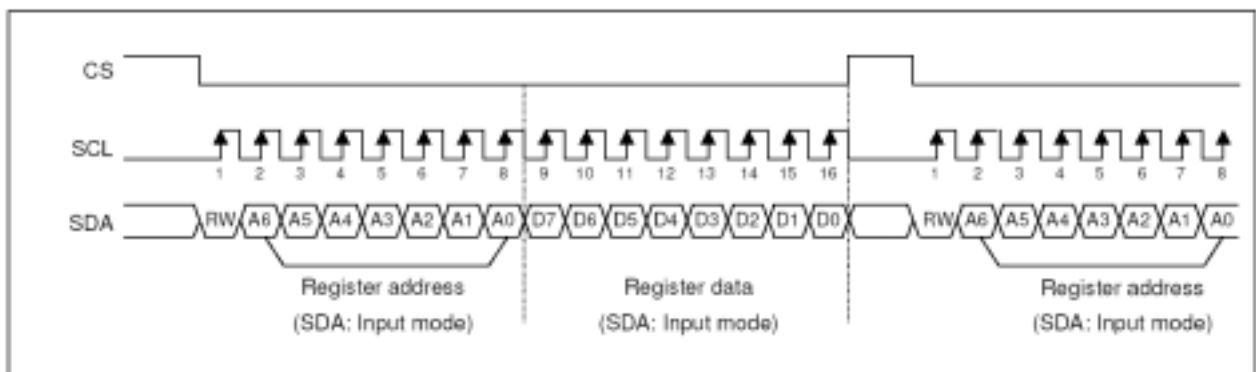 CS
SCL
1 2 3 4 5 6 7 8 9 10 11 12 13 14 15 16 1 2 3 4 5 6 7 8
SDA RW A6 A5 A4 A3 A2 A1 A0 D7 D6 D5 D4 D3 D2 D1 D0 RW A6 A5 A4 A3 A2 A1 A0
Register address Register data Register address
(SDA: Input mode) (SDA: Input mode) (SDA: Input mode)